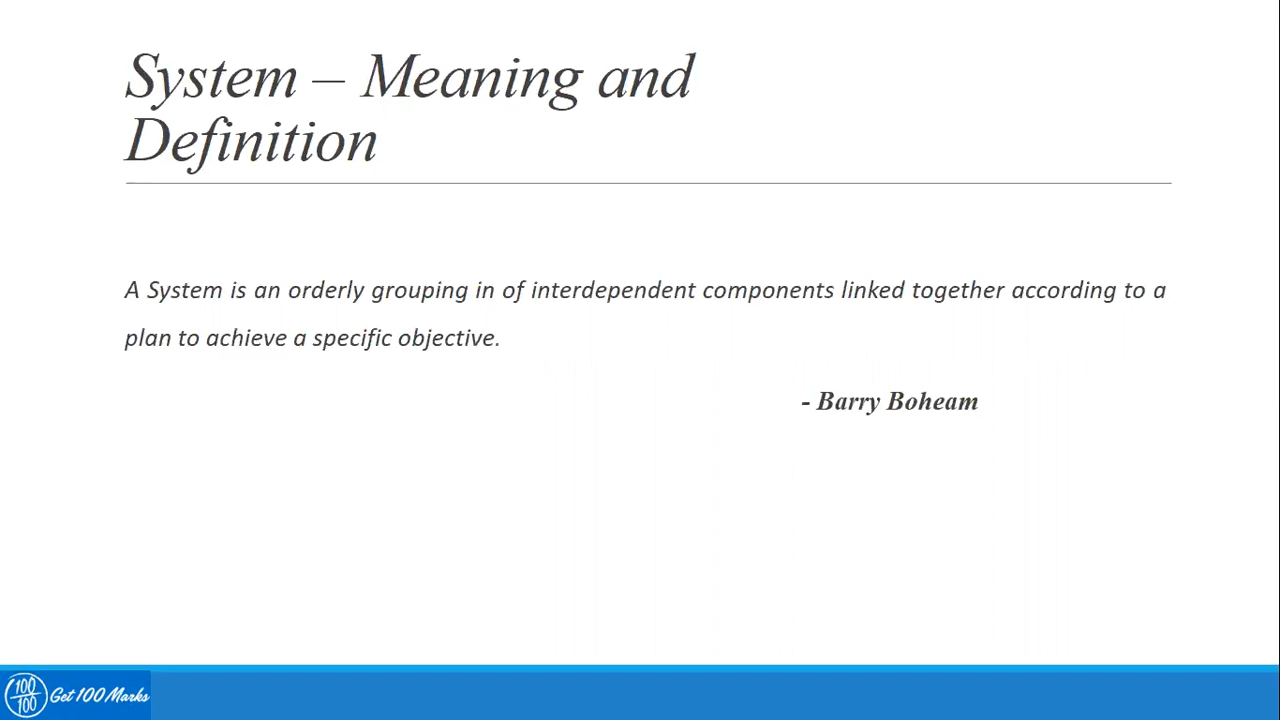 System – Meaning and
Definition
A System is an orderly grouping in of interdependent components linked together according to a
plan to achieve a specific objective.
- Barry Boheam
100
100
Get 100 Marks